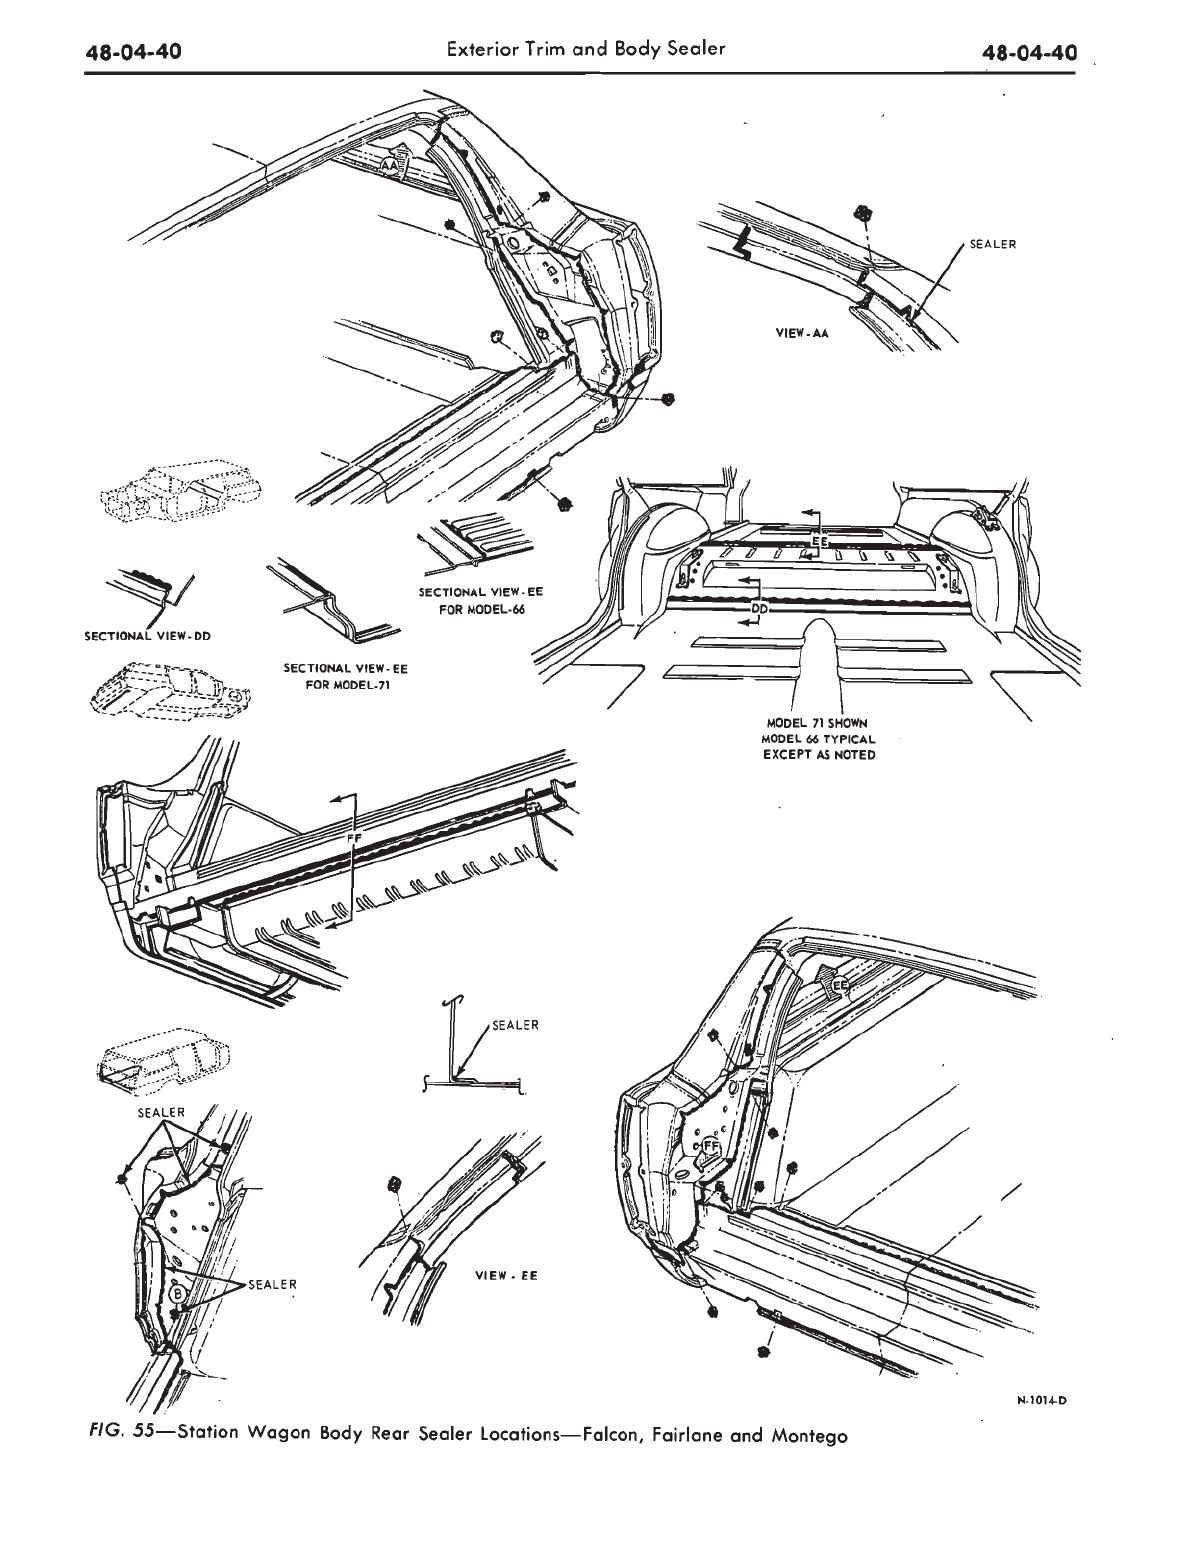 48-04-40
Exterior Trim and Body Sealer
48-04-40
AA
SEALER
VIEW-AA
EE
DD
SECTIONAL VIEW-EE
FOR MODEL-66
SECTIONAL VIEW-DD
SECTIONAL VIEW-EE
FOR MODEL-71
MODEL 71 SHOWN
MODEL 66 TYPICAL
EXCEPT AS NOTED
FF
EE
SEALER
SEALER
FF
VIEW - EE
SEALER
B
N-1014-D
FIG. 55—Station Wagon Body Rear Sealer Locations—Falcon, Fairlane and Montego